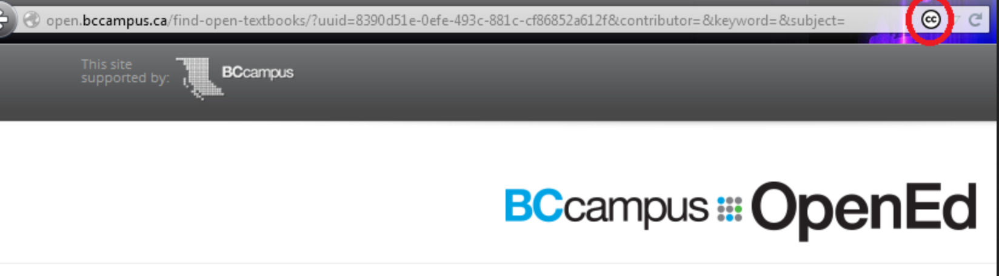 open.bccampus.ca/find-open-textbooks/?uuid=8390d51e-0efe-493c-881c-cf86852a612f&contributor=&keyword=&subject=
cc
This site
supported by:
BCcampus
BCcampus OpenEd